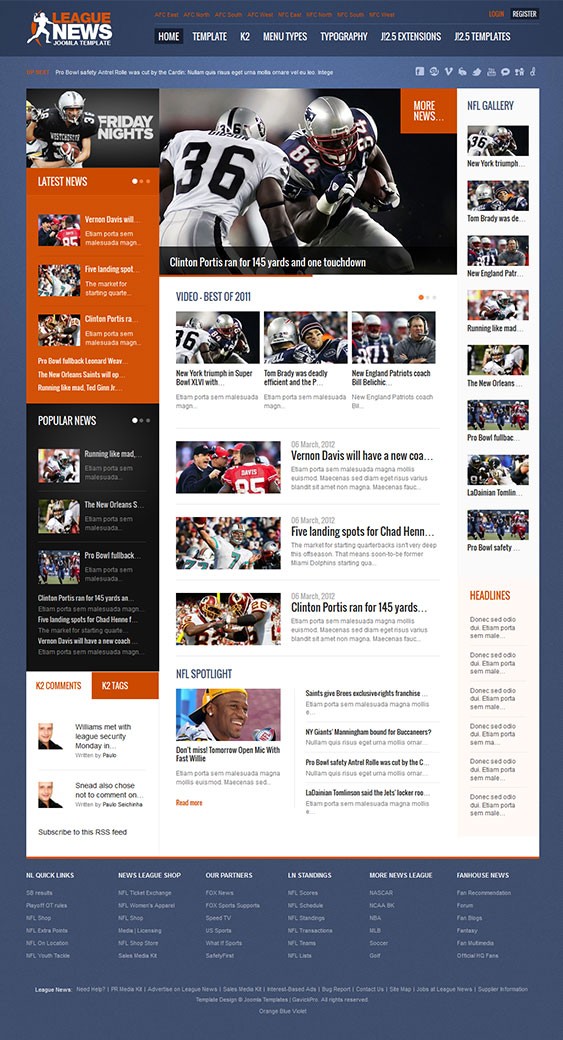 AFC East AFC North AFC South AFC West NFC East NFC North NFC South NFC West
LOGIN REGISTER
LEAGUE
NEWS
JOOMLA TEMPLATE
HOME TEMPLATE K2 MENU TYPES TYPOGRAPHY J!2.5 EXTENSIONS J!2.5 TEMPLATES
Pro Bowl safety Antrel Rolle was cut by the Cardin: Nullam quis risus eget urna mollis ornare vel eu leo. Intege
36
WESTCHESTER
FRIDAY
NIGHTS
LATEST NEWS
Vernon Davis will...
Etiam porta sem
malesuada magn...
Five landing spot...
The market for
starting quarte...
Clinton Portis ra...
Etiam porta sem
malesuada magn...
Pro Bowl fullback Leonard Weav...
The New Orleans Saints will op...
Running like mad, Ted Ginn Jr....
POPULAR NEWS
Running like mad,...
Etiam porta sem
malesuada...
The New Orleans S...
Etiam porta sem
malesuada...
Pro Bowl fullback...
Etiam porta sem
malesuada...
Clinton Portis ran for 145 yards an...
Etiam porta sem malesuada magn...
Five landing spots for Chad Henne f...
The market for starting quarte...
Vernon Davis will have a new coach ...
Etiam porta sem malesuada magn...
K2 COMMENTS K2 TAGS
Williams met with
league security
Monday in...
Written by Paulo
Snead also chose
not to comment on...
Written by Paulo Seichinha
Subscribe to this RSS feed
MORE
NEWS...
36
84
Clinton Portis ran for 145 yards and one touchdown
VIDEO - BEST OF 2011
New York triumph in Super
Bowl XLVI with...
Etiam porta sem malesuada
magn...
Tom Brady was deadly
efficient and the P...
Etiam porta sem malesuada
magn...
New England Patriots coach
Bill Belichic...
New England Patriots coach
Bil...
06 March, 2012
Vernon Davis will have a new coa...
Etiam porta sem malesuada magna mollis
euismod. Maecenas sed diam eget risus varius
blandit sit amet non magna. Maecenas fauc...
DAVIS
85
06 March, 2012
Five landing spots for Chad Henn...
The market for starting quarterbacks isn't very deep
this offseason. That means soon-to-be former
Miami Dolphins starting qua...
06 March, 2012
Clinton Portis ran for 145 yards...
Etiam porta sem malesuada magna mollis
euismod. Maecenas sed diam eget risus varius
blandit sit amet non magna. Maecenas fauc...
NFL SPOTLIGHT
Don't miss! Tomorrow Open Mic With
Fast Willie
Etiam porta sem malesuada magna
mollis euismod. Maecenas sed...
Read more
Saints give Brees exclusive-rights franchise ...
Etiam porta sem malesuada magna mollis
e...
NY Giants' Manningham bound for Buccaneers?
Nullam quis risus eget urna mollis ornar...
Pro Bowl safety Antrel Rolle was cut by the C...
Nullam quis risus eget urna mollis ornar...
LaDainian Tomlinson said the Jets' locker roo...
Etiam porta sem malesuada magna mollis
e...
NFL GALLERY
New York triumph...
Tom Brady was de...
New England Patr...
Running like mad...
The New Orleans ...
Pro Bowl fullbac...
LaDainian Tomlin...
Pro Bowl safety ...
HEADLINES
Donec sed odio
dui. Etiam porta
sem male...
Donec sed odio
dui. Etiam porta
sem male...
Donec sed odio
dui. Etiam porta
sem male...
Donec sed odio
dui. Etiam porta
sem ma...
Donec sed odio
dui. Etiam porta
sem male...
Donec sed odio
dui. Etiam porta
sem male...
NL QUICK LINKS NEWS LEAGUE SHOP OUR PARTNERS LN STANDINGS MORE NEWS LEAGUE FANHOUSE NEWS
SB results NFL Ticket Exchange FOX News NFL Scores NASCAR Fan Recommendation
Playoff OT rules NFL Women's Apparel FOX Sports Supports NFL Schedule NCAA BK Forum
NFL Shop NFL Shop Speed TV NFL Standings NBA Fan Blogs
NFL Extra Points Media | Licensing US Sports NFL Transactions MLB Fantasy
NFL On Location NFL Shop Store What If Sports NFL Teams Soccer Fan Multimedia
NFL Youth Tackle Sales Media Kit SafetyFirst NFL Lists Golf Official HQ Fans
League News: Need Help? | PR Media Kit | Advertise on League News | Sales Media Kit | Interest-Based Ads | Bug Report | Contact Us | Site Map | Jobs at League News | Supplier Information
Template Design © Joomla Templates | GavickPro. All rights reserved.
Orange Blue Violet